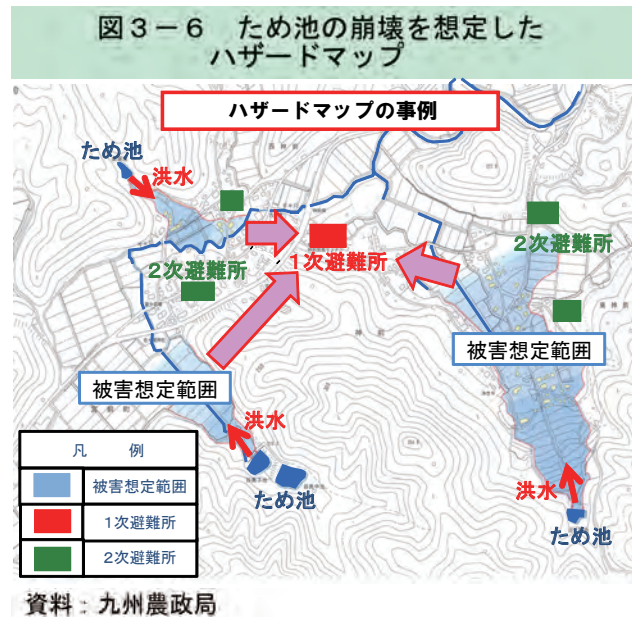 図3−6 ため池の崩壊を想定した
ハザードマップ
ハザードマップの事例
ため池
洪水
2次避難所
1次避難所
2次避難所
被害想定範囲
被害想定範囲
洪水
ため池
洪水
ため池
凡 例
被害想定範囲
1次避難所
2次避難所
資料：九州農政局